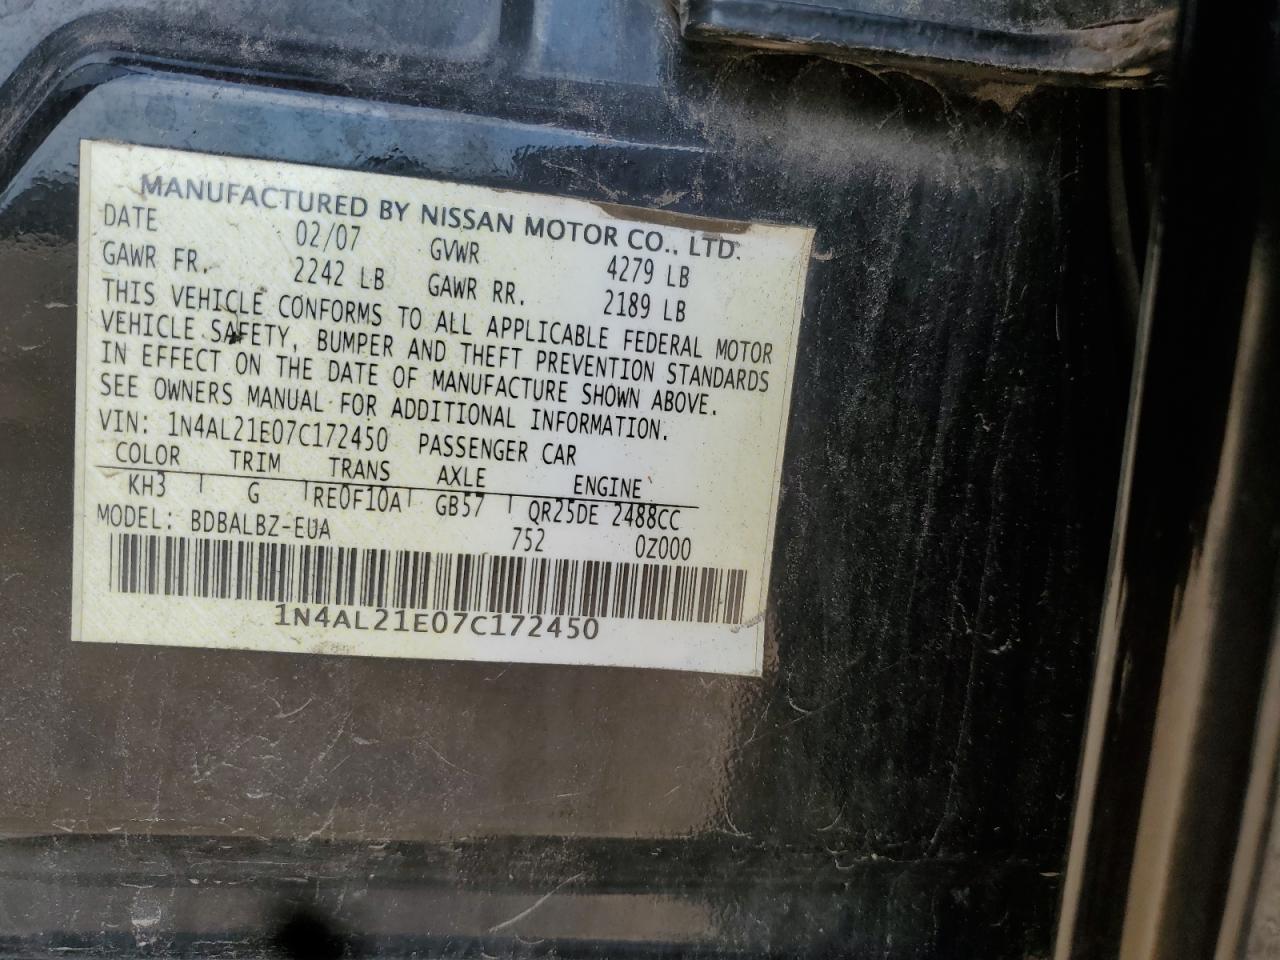 MANUFACTURED BY NISSAN MOTOR CO., LTD.
DATE 02/07 GVWR 4279 LB
GAWR FR. 2242 LB GAWR RR. 2189 LB
THIS VEHICLE CONFORMS TO ALL APPLICABLE FEDERAL MOTOR
VEHICLE SAFETY, BUMPER AND THEFT PREVENTION STANDARDS
IN EFFECT ON THE DATE OF MANUFACTURE SHOWN ABOVE.
SEE OWNERS MANUAL FOR ADDITIONAL INFORMATION.
VIN: 1N4AL21E07C172450 PASSENGER CAR
COLOR TRIM TRANS AXLE ENGINE
KH3 G RE0F10A GB57 QR25DE 2488CC
MODEL: BDBALBZ-EUA 752 0Z000
1N4AL21E07C172450